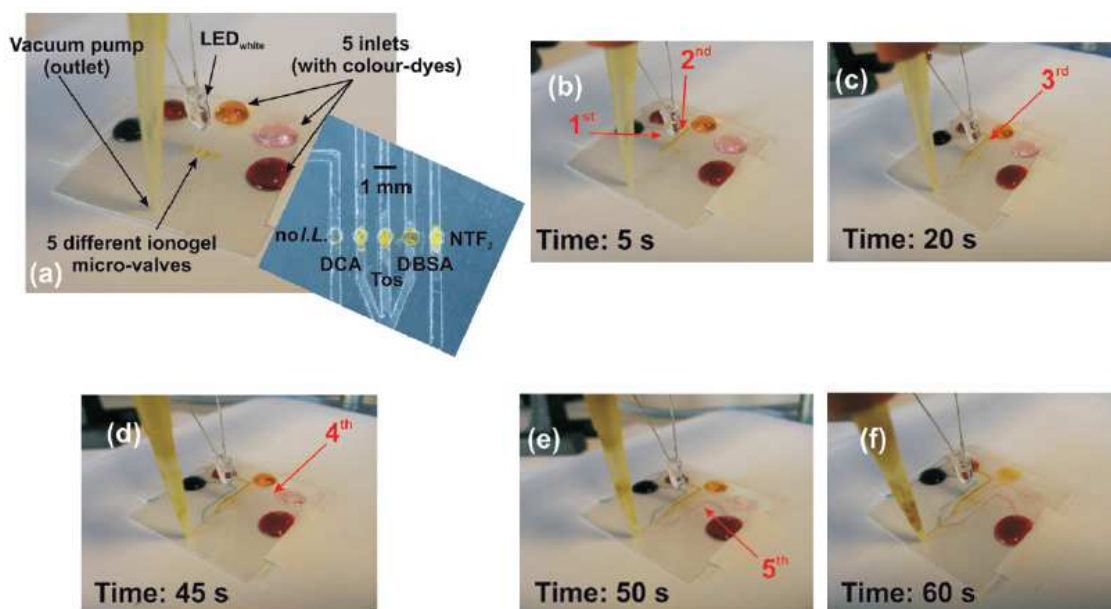 Vacuum pump
(outlet)
LEDwhite
5 inlets
(with colour-dyes)
1 mm
no I.L.
DCA
Tos
DBSA
NTF2
5 different ionogel
micro-valves
(a)
(b)
1st
2nd
Time: 5 s
(c)
3rd
Time: 20 s
(d)
4th
Time: 45 s
(e)
5th
Time: 50 s
(f)
Time: 60 s